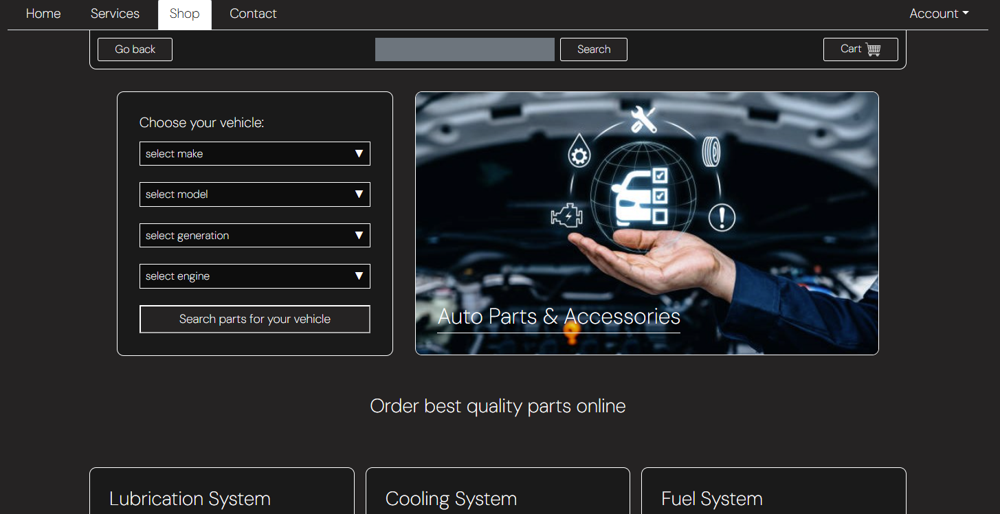 Home Services Shop Contact Account
Go back Search Cart
Choose your vehicle:
select make
select model
select generation
select engine
Search parts for your vehicle
Auto Parts & Accessories
Order best quality parts online
Lubrication System
Cooling System
Fuel System